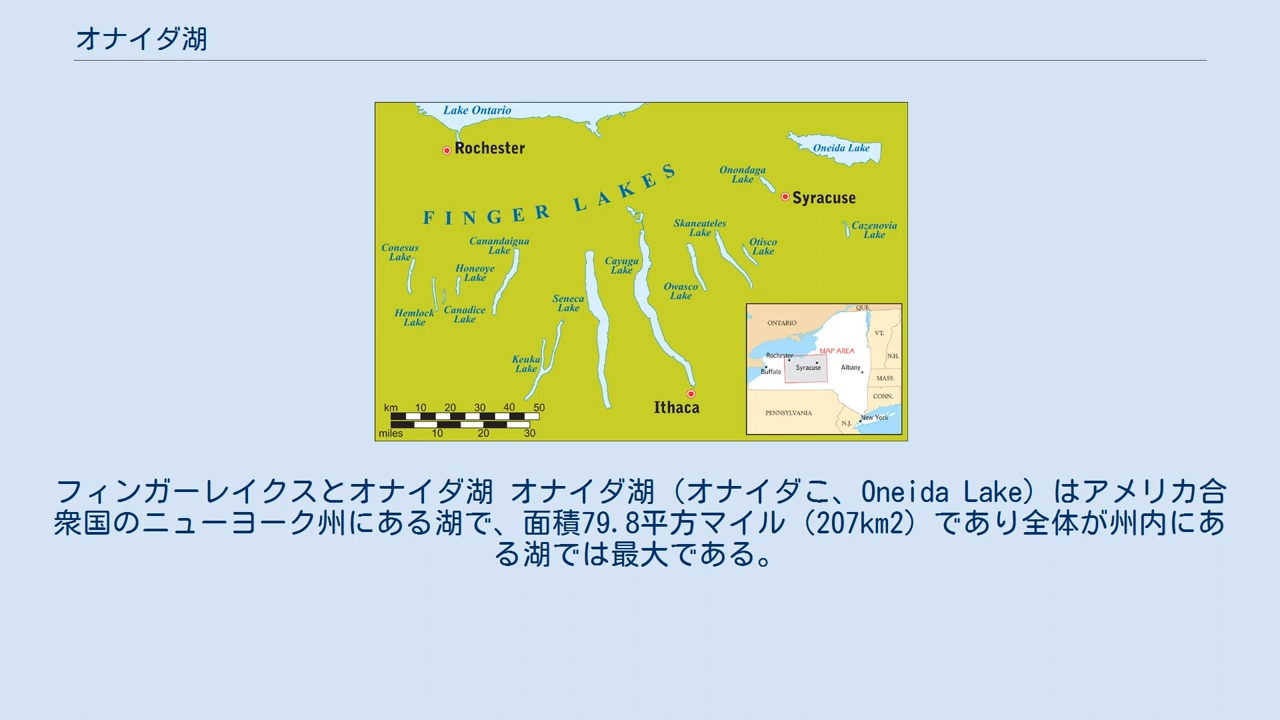 オナイダ湖
Lake Ontario
Rochester
Oneida Lake
Onondaga
Lake
Syracuse
FINGER LAKES
Skaneateles
Lake
Cazenovia
Lake
Conesus
Lake
Canandaigua
Lake
Otisco
Lake
Honeoye
Lake
Cayuga
Lake
Owasco
Lake
Hemlock
Lake
Canadice
Lake
Seneca
Lake
Keuka
Lake
Ithaca
km 10 20 30 40 50
miles 10 20 30
QUE.
ONTARIO
VT.
MAP AREA
Rochester
N.H.
Buffalo
Syracuse
Albany
MASS.
CONN.
PENNSYLVANIA
N.J.
New York
フィンガーレイクスとオナイダ湖 オナイダ湖（オナイダこ、Oneida Lake）はアメリカ合
衆国のニューヨーク州にある湖で、面積79.8平方マイル（207km2）であり全体が州内にあ
る湖では最大である。